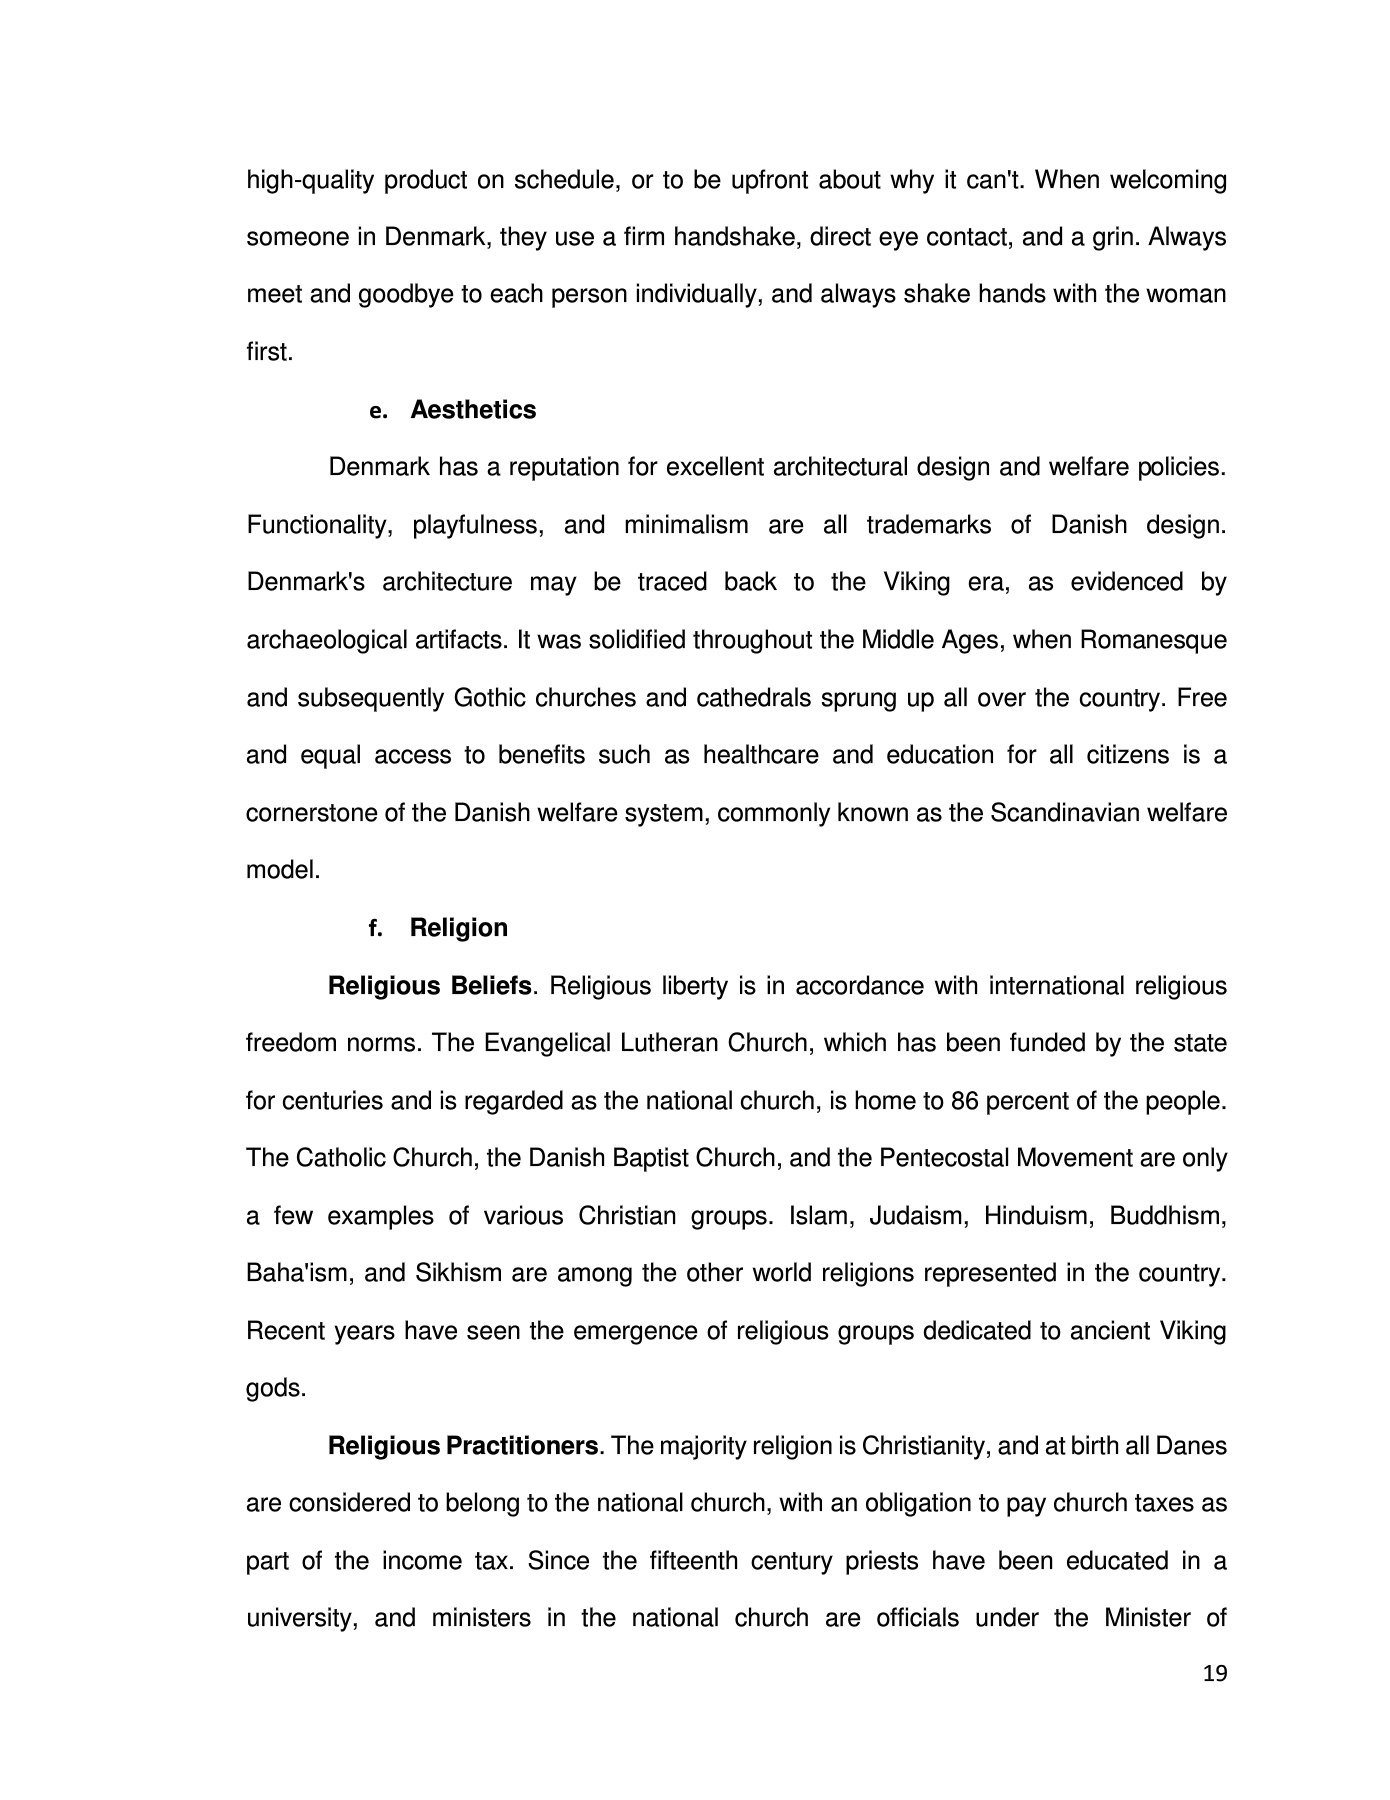 high-quality product on schedule, or to be upfront about why it can't. When welcoming
someone in Denmark, they use a firm handshake, direct eye contact, and a grin. Always
meet and goodbye to each person individually, and always shake hands with the woman
first.
e. Aesthetics
Denmark has a reputation for excellent architectural design and welfare policies.
Functionality, playfulness, and minimalism are all trademarks of Danish design.
Denmark's architecture may be traced back to the Viking era, as evidenced by
archaeological artifacts. It was solidified throughout the Middle Ages, when Romanesque
and subsequently Gothic churches and cathedrals sprung up all over the country. Free
and equal access to benefits such as healthcare and education for all citizens is a
cornerstone of the Danish welfare system, commonly known as the Scandinavian welfare
model.
f. Religion
Religious Beliefs. Religious liberty is in accordance with international religious
freedom norms. The Evangelical Lutheran Church, which has been funded by the state
for centuries and is regarded as the national church, is home to 86 percent of the people.
The Catholic Church, the Danish Baptist Church, and the Pentecostal Movement are only
a few examples of various Christian groups. Islam, Judaism, Hinduism, Buddhism,
Baha'ism, and Sikhism are among the other world religions represented in the country.
Recent years have seen the emergence of religious groups dedicated to ancient Viking
gods.
Religious Practitioners. The majority religion is Christianity, and at birth all Danes
are considered to belong to the national church, with an obligation to pay church taxes as
part of the income tax. Since the fifteenth century priests have been educated in a
university, and ministers in the national church are officials under the Minister of
19